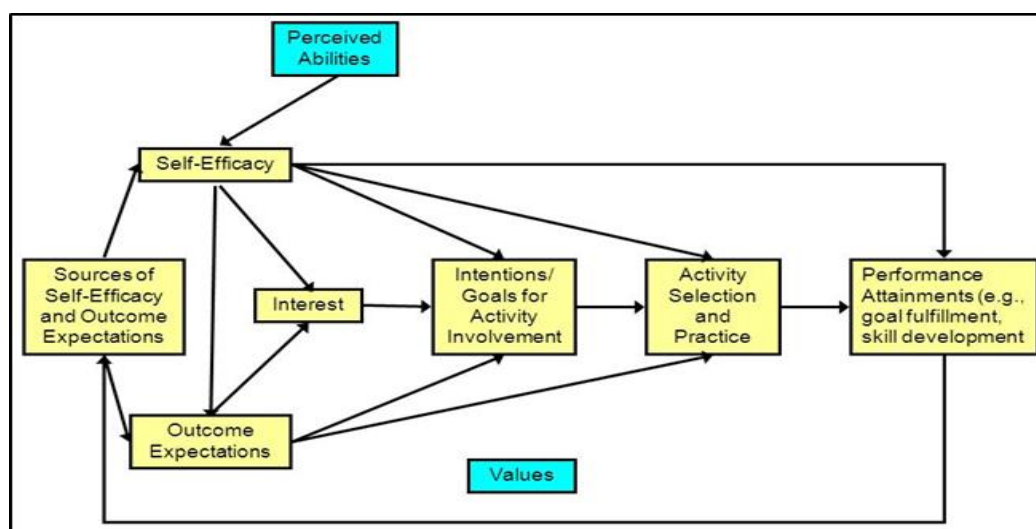 Perceived
Abilities
Self-Efficacy
Sources of
Self-Efficacy
and Outcome
Expectations
Interest
Intentions/
Goals for
Activity
Involvement
Activity
Selection
and
Practice
Performance
Attainments (e.g.,
goal fulfillment,
skill development
Outcome
Expectations
Values